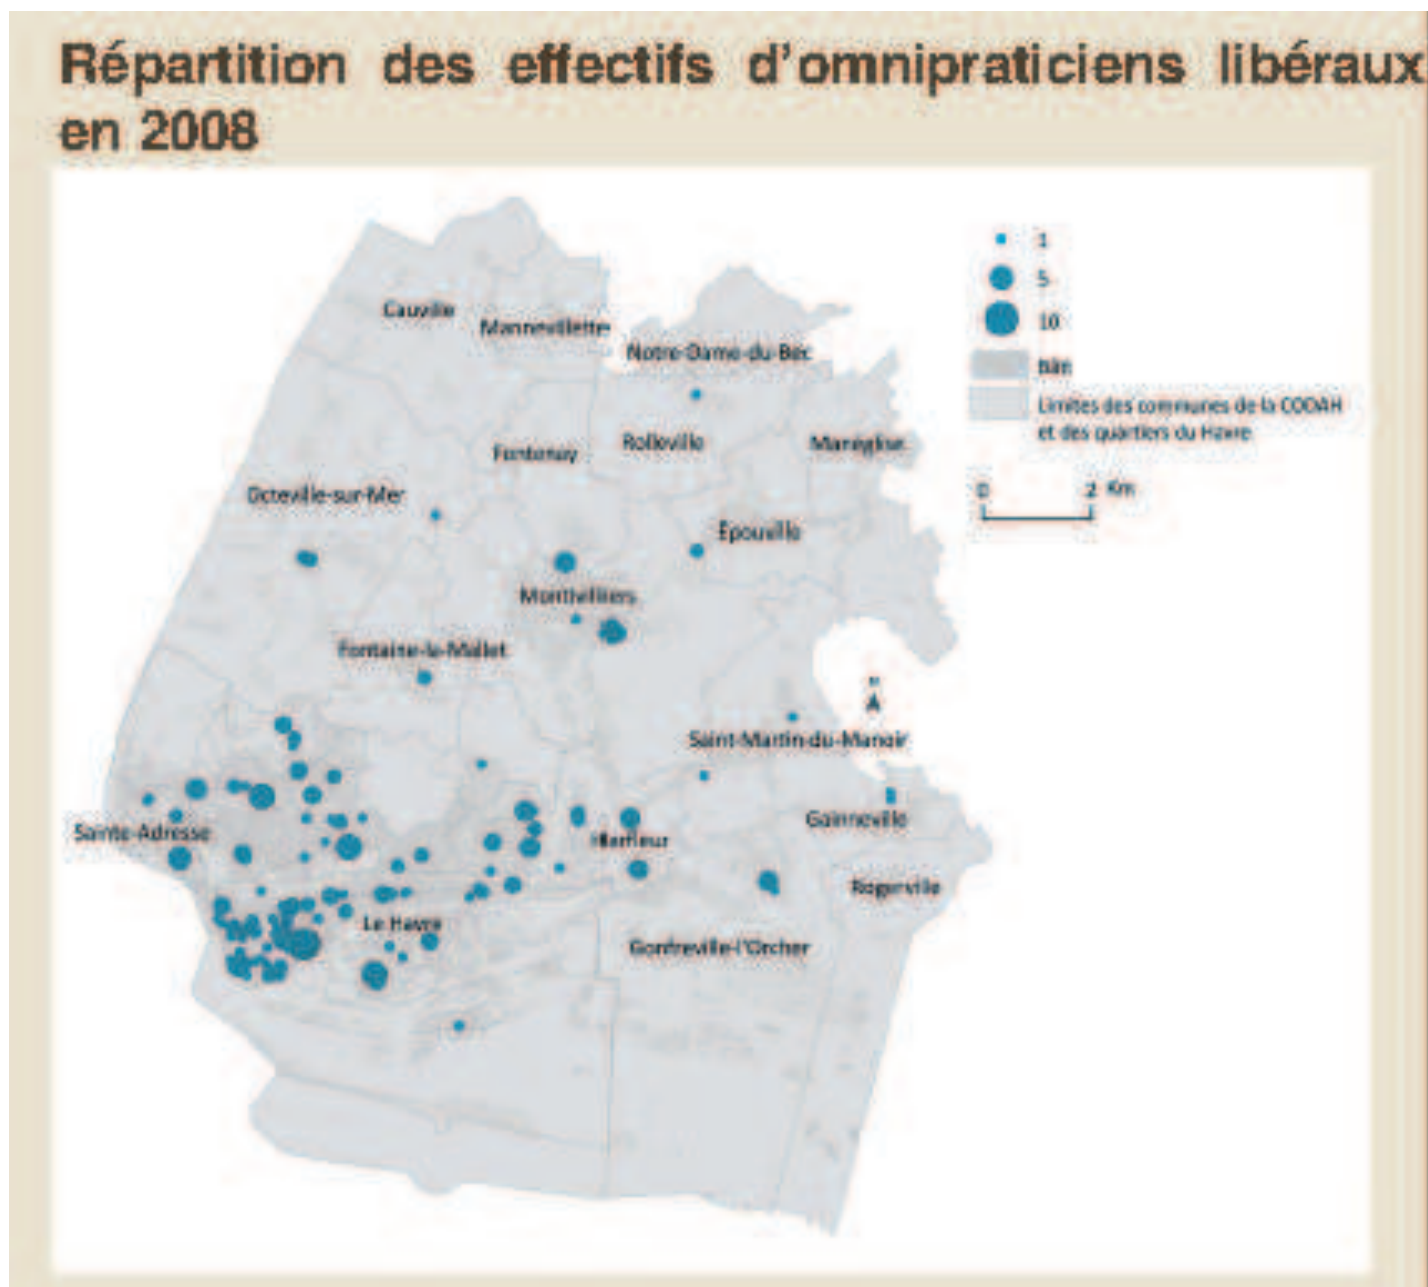 Répartition des effectifs d'omnipraticiens libéraux
en 2008
1
5
10
Bâti
Limites des communes de la CODAH
et des quartiers du Havre
0 2 Km
Cauville
Mannevillette
Notre-Dame-du-Bec
Rolleville
Manéglise
Fontenay
Octeville-sur-Mer
Épouville
Montivilliers
Fontaine-la-Mallet
N
Saint-Martin-du-Manoir
Gainneville
Sainte-Adresse
Harfleur
Rogerville
Le Havre
Gonfreville-l'Orcher